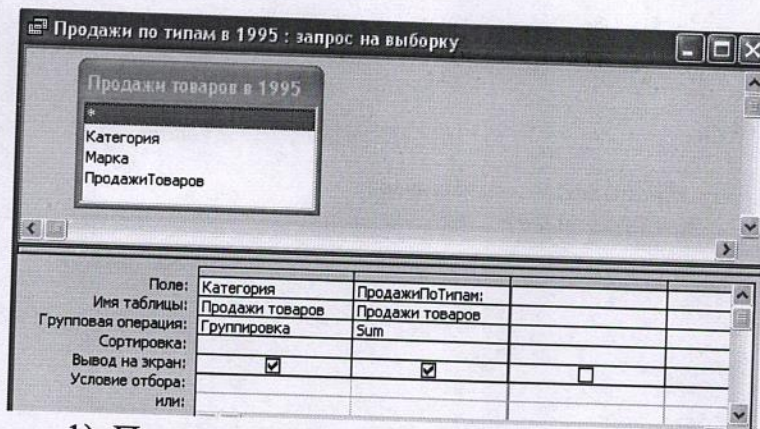 Продажи по типам в 1995 : запрос на выборку
Продажи товаров в 1995
*
Категория
Марка
ПродажиТоваров
Поле: Категория ПродажиПоТипам:
Имя таблицы: Продажи товаров Продажи товаров
Групповая операция: Группировка Sum
Сортировка:
Вывод на экран:
Условие отбора:
или:
1)